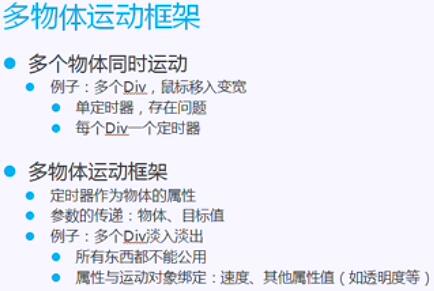 多物体运动框架
多个物体同时运动
例子：多个Div，鼠标移入变宽
单定时器，存在问题
每个Div一个定时器
多物体运动框架
定时器作为物体的属性
参数的传递：物体、目标值
例子：多个Div淡入淡出
所有东西都不能公用
属性与运动对象绑定：速度、其他属性值（如透明度等）